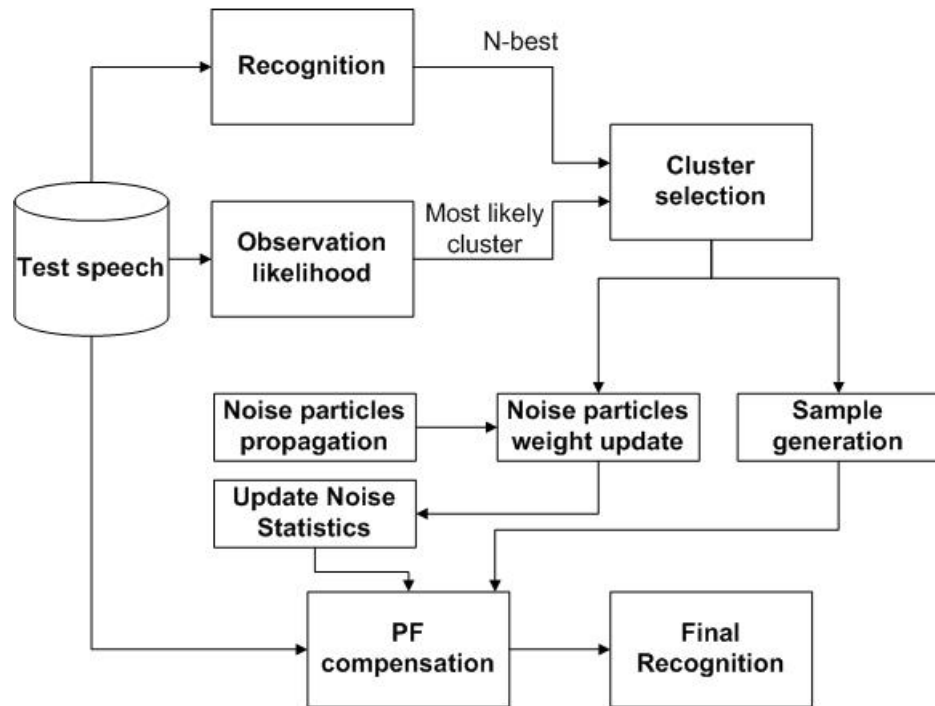 Recognition
N-best
Cluster
selection
Test speech
Observation
likelihood
Most likely
cluster
Noise particles
propagation
Noise particles
weight update
Sample
generation
Update Noise
Statistics
PF
compensation
Final
Recognition